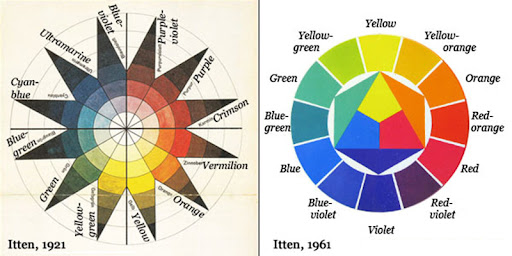 Blue-
violet
Purple-
violet
Ultramarine
Purple
Cyan-
blue
Crimson
Blue-
green
Vermilion
Green
Orange
Yellow-
green
Yellow
Itten, 1921
Yellow
Yellow-
green
Yellow-
orange
Green
Orange
Blue-
green
Red-
orange
Blue
Red
Blue-
violet
Red-
violet
Violet
Itten, 1961